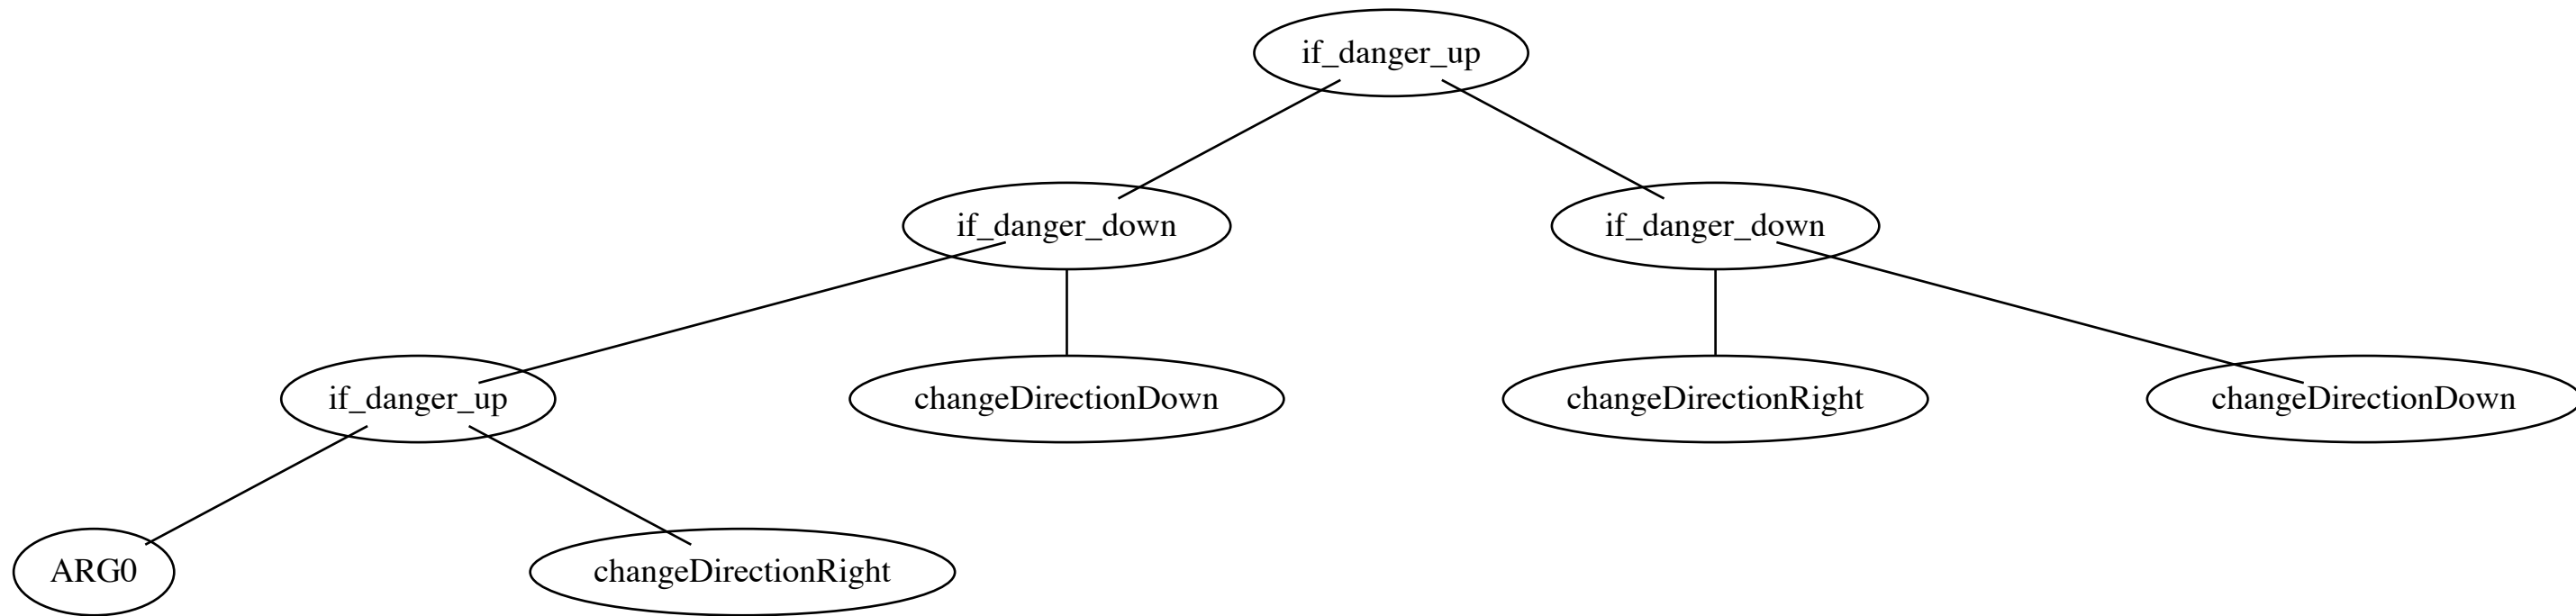 if_danger_up
if_danger_down
if_danger_down
if_danger_up
changeDirectionDown
changeDirectionRight
changeDirectionDown
ARG0
changeDirectionRight